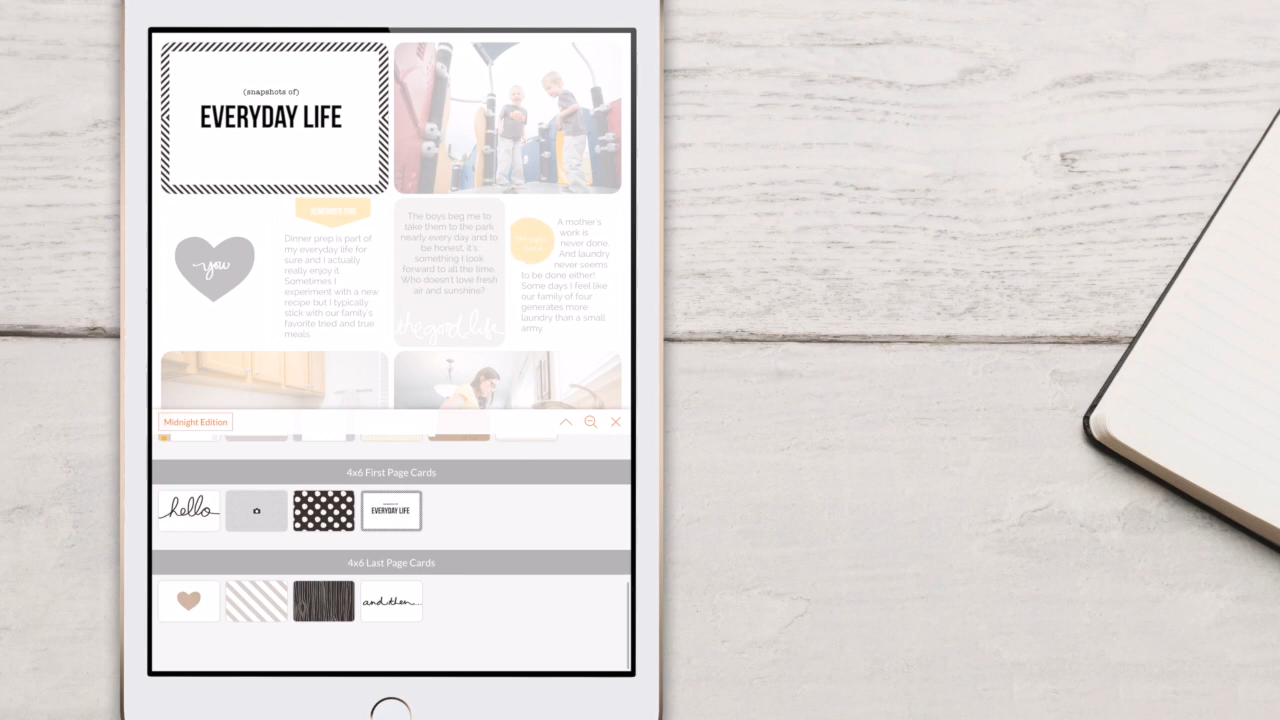 (snapshots of)
EVERYDAY LIFE
you
REMEMBER THIS
Dinner prep is part of
my everyday life for
sure and I actually
really enjoy it.
Sometimes I
experiment with a new
recipe but I typically
stick with our family's
favorite tried and true
meals.
The boys beg me to
take them to the park
nearly every day and to
be honest, it's
something I look
forward to all the time.
Who doesn't love fresh
air and sunshine?
the good life
A mother's
work is
never done.
And laundry
never seems
to be done either!
Some days I feel like
our family of four
generates more
laundry than a small
army.
Midnight Edition
4x6 First Page Cards
hello
EVERYDAY LIFE
4x6 Last Page Cards
and then...